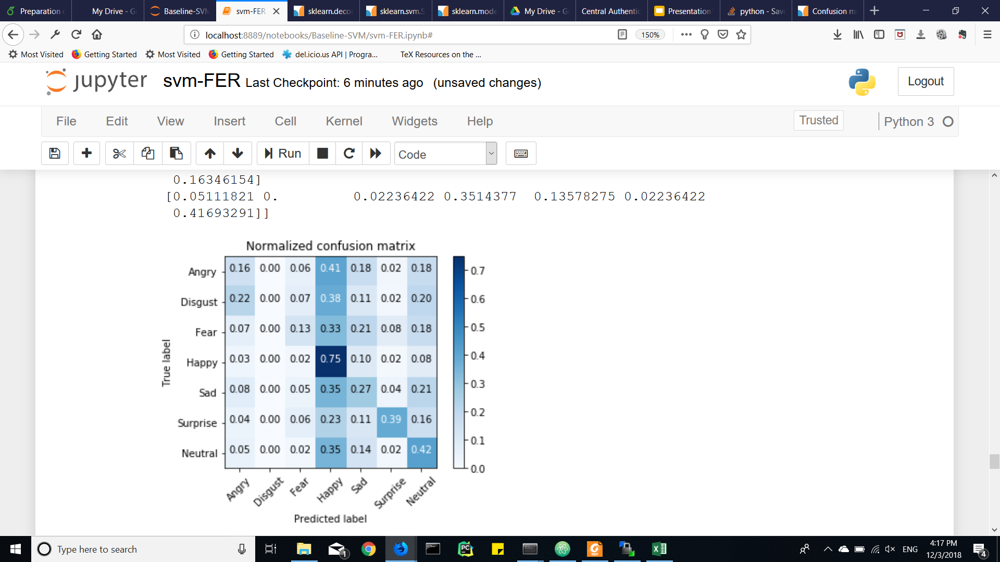 Preparation
My Drive - G
Baseline-SVM
svm-FER
sklearn.deco
sklearn.svm.S
sklearn.mode
My Drive - G
Central Authentic
Presentation
python - Sav
Confusion m
localhost:8889/notebooks/Baseline-SVM/svm-FER.ipynb#
150%
Most Visited
Getting Started
Most Visited
Getting Started
del.icio.us API | Progra...
TeX Resources on the ...
jupyter svm-FER Last Checkpoint: 6 minutes ago (unsaved changes)
Logout
File Edit View Insert Cell Kernel Widgets Help
Trusted
Python 3
Run
Code
0.16346154]
[0.05111821 0. 0.02236422 0.3514377 0.13578275 0.02236422
0.41693291]]
Normalized confusion matrix
Angry 0.16 0.00 0.06 0.41 0.18 0.02 0.18
Disgust 0.22 0.00 0.07 0.38 0.11 0.02 0.20
Fear 0.07 0.00 0.13 0.33 0.21 0.08 0.18
Happy 0.03 0.00 0.02 0.75 0.10 0.02 0.08
Sad 0.08 0.00 0.05 0.35 0.27 0.04 0.21
Surprise 0.04 0.00 0.06 0.23 0.11 0.39 0.16
Neutral 0.05 0.00 0.02 0.35 0.14 0.02 0.42
True label
Angry Disgust Fear Happy Sad Surprise Neutral
Predicted label
0.7
0.6
0.5
0.4
0.3
0.2
0.1
0.0
Type here to search
1
PC
PDF
ENG
4:17 PM
12/3/2018
4